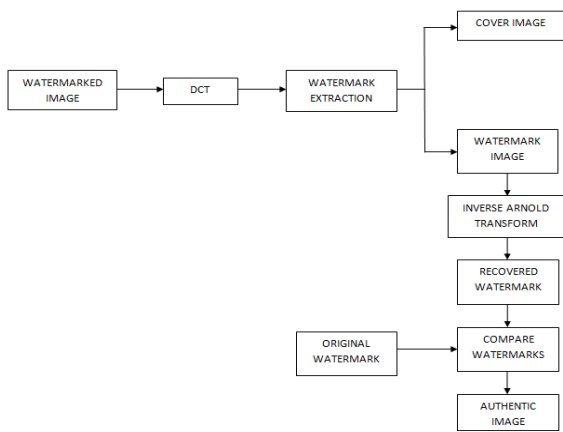 COVER IMAGE
WATERMARKED
IMAGE
DCT
WATERMARK
EXTRACTION
WATERMARK
IMAGE
INVERSE ARNOLD
TRANSFORM
RECOVERED
WATERMARK
ORIGINAL
WATERMARK
COMPARE
WATERMARKS
AUTHENTIC
IMAGE